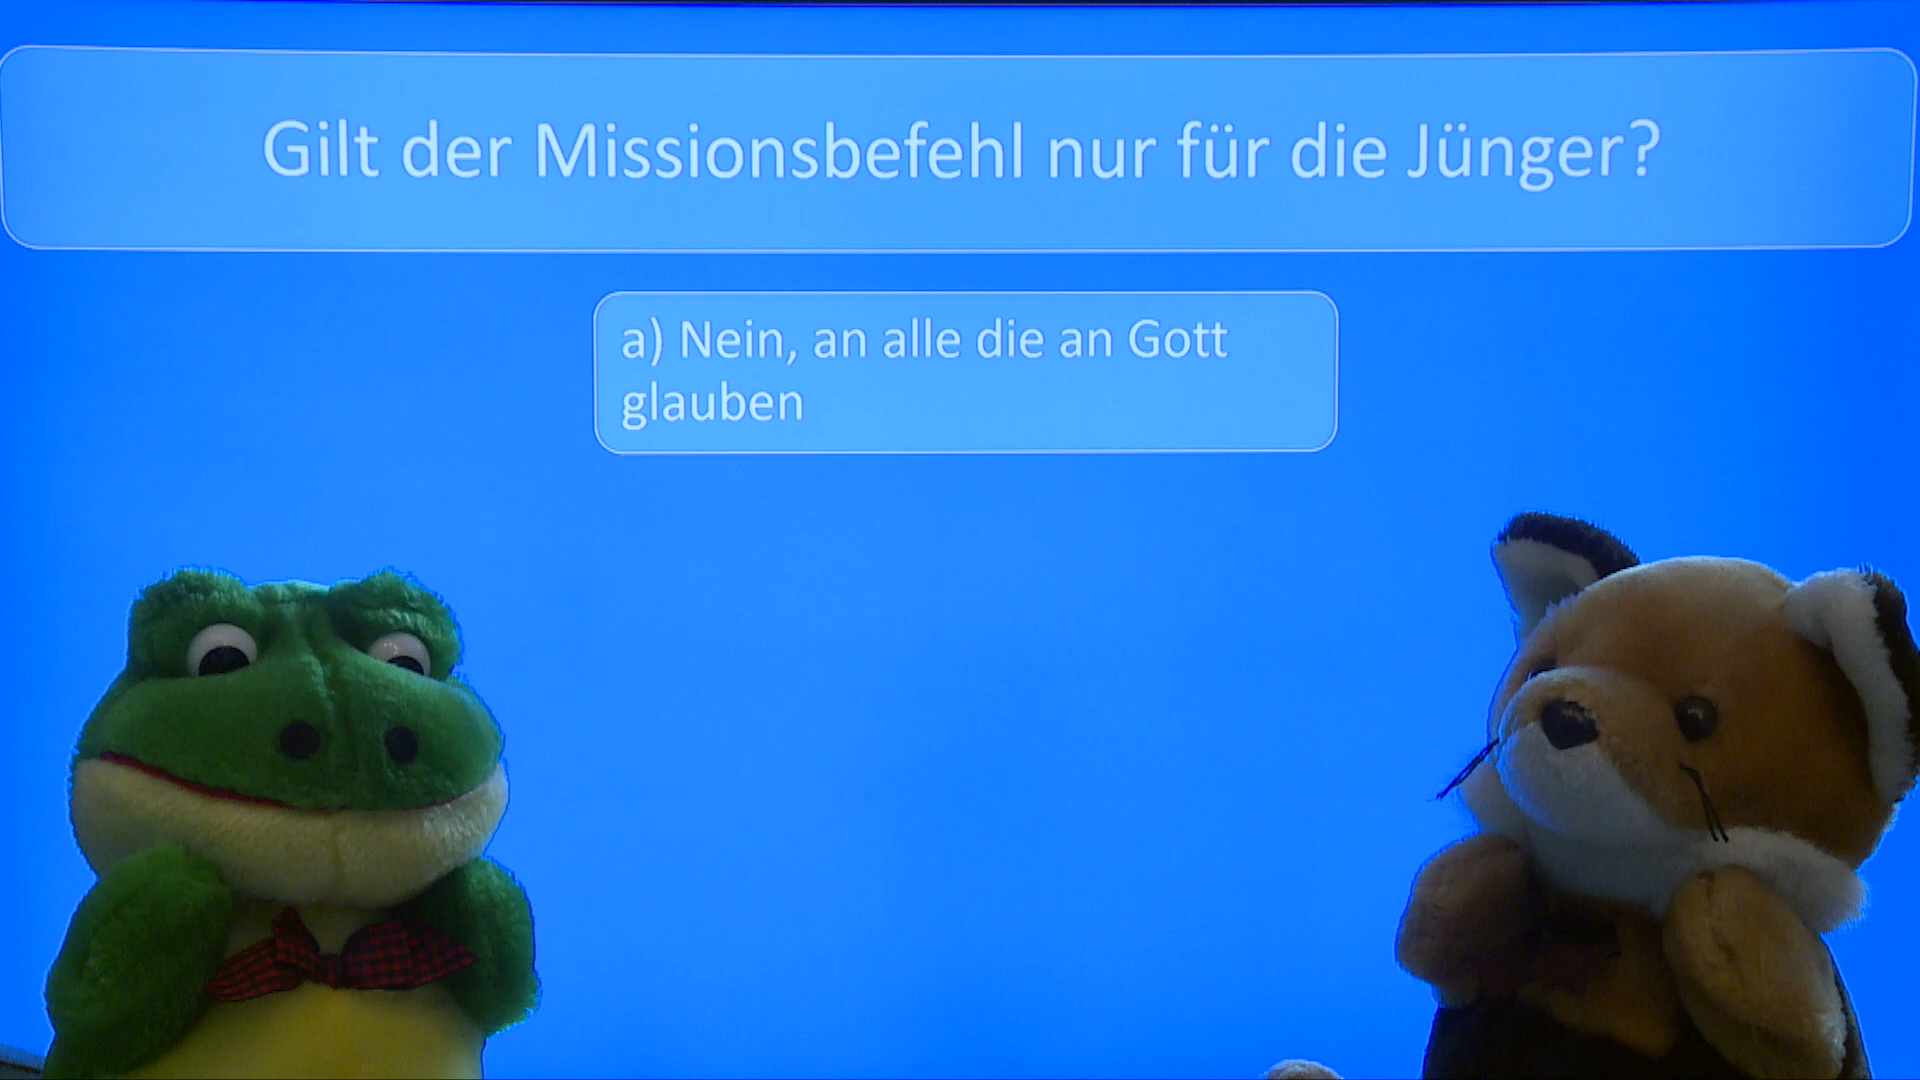 Gilt der Missionsbefehl nur für die Jünger?
a) Nein, an alle die an Gott
glauben